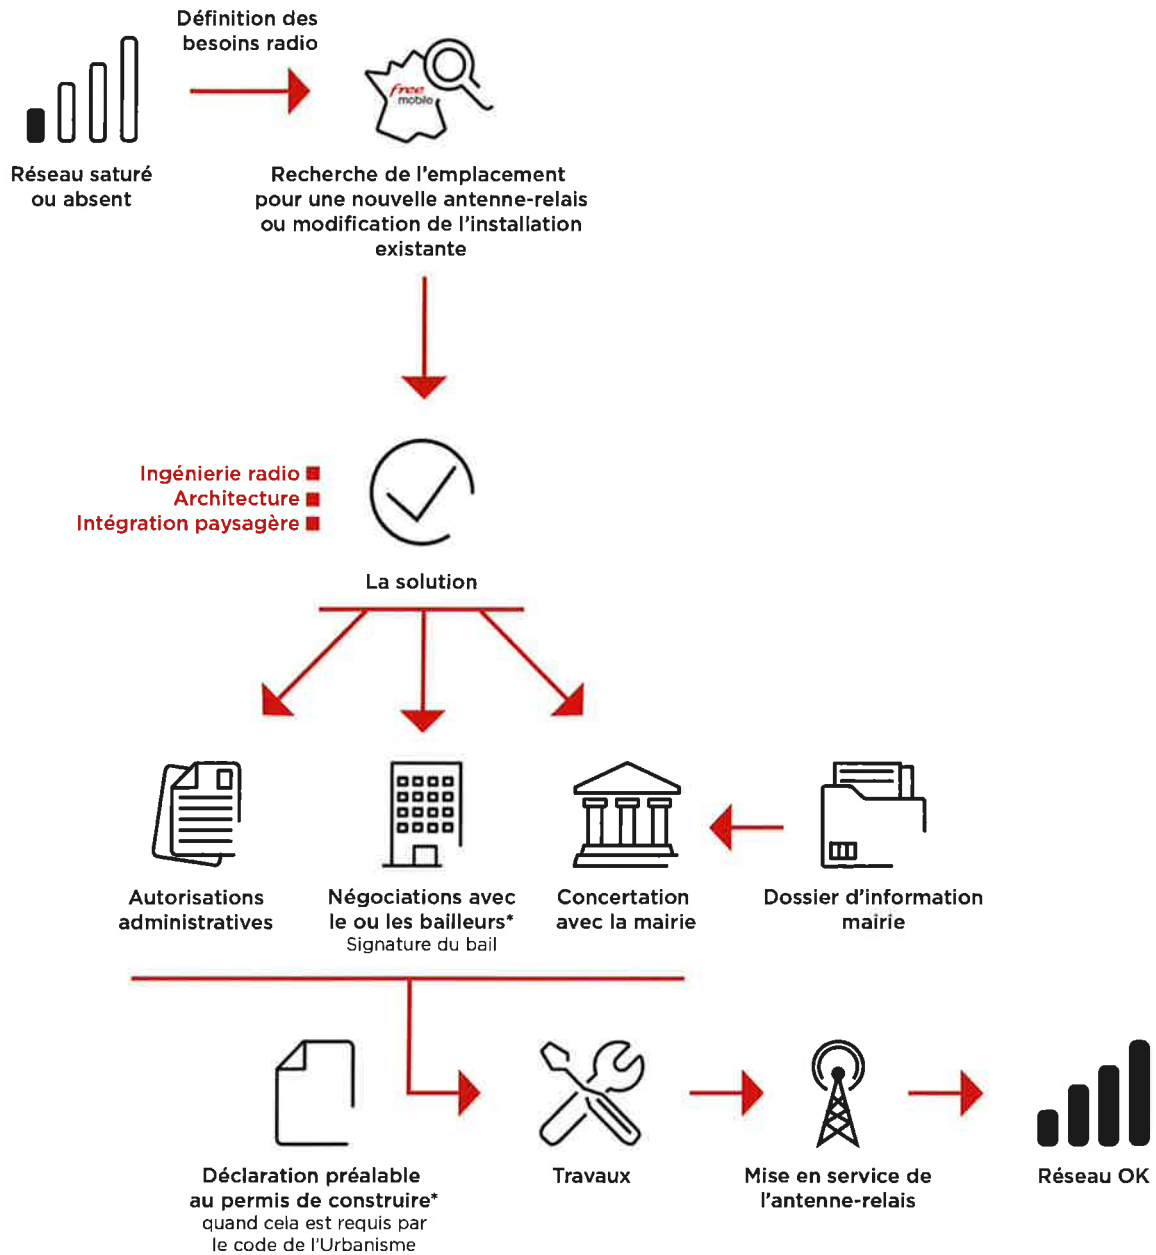 Définition des
besoins radio
free
mobile
Réseau saturé
ou absent
Recherche de l'emplacement
pour une nouvelle antenne-relais
ou modification de l'installation
existante
Ingénierie radio
Architecture
Intégration paysagère
La solution
Autorisations
administratives
Négociations avec
le ou les bailleurs*
Signature du bail
Concertation
avec la mairie
Dossier d'information
mairie
Déclaration préalable
au permis de construire*
quand cela est requis par
le code de l'Urbanisme
Travaux
Mise en service de
l'antenne-relais
Réseau OK